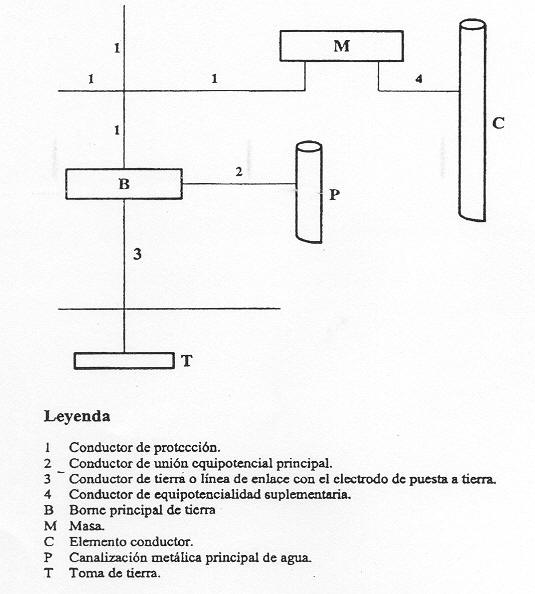 1
M
1
1
4
C
1
2
B
P
3
T
Leyenda
1 Conductor de protección.
2 Conductor de unión equipotencial principal.
3 Conductor de tierra o línea de enlace con el electrodo de puesta a tierra.
4 Conductor de equipotencialidad suplementaria.
B Borne principal de tierra
M Masa.
C Elemento conductor.
P Canalización metálica principal de agua.
T Toma de tierra.